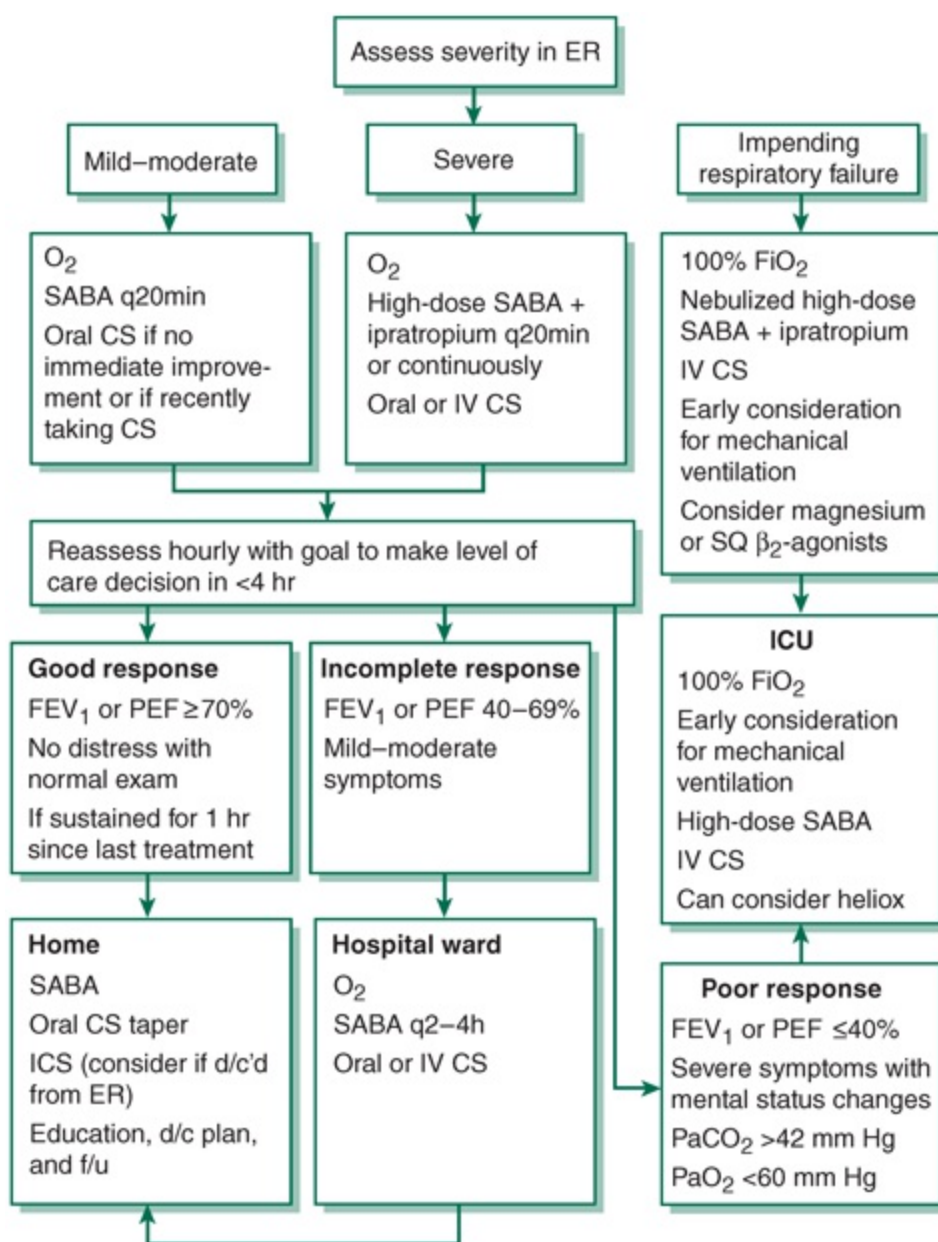 Assess severity in ER
Mild–moderate
Severe
Impending
respiratory failure
O₂
SABA q20min
Oral CS if no
immediate improve-
ment or if recently
taking CS
O₂
High-dose SABA +
ipratropium q20min
or continuously
Oral or IV CS
100% FiO₂
Nebulized high-dose
SABA + ipratropium
IV CS
Early consideration
for mechanical
ventilation
Consider magnesium
or SQ β₂-agonists
Reassess hourly with goal to make level of
care decision in <4 hr
Good response
FEV₁ or PEF ≥70%
No distress with
normal exam
If sustained for 1 hr
since last treatment
Incomplete response
FEV₁ or PEF 40–69%
Mild–moderate
symptoms
ICU
100% FiO₂
Early consideration
for mechanical
ventilation
High-dose SABA
IV CS
Can consider heliox
Home
SABA
Oral CS taper
ICS (consider if d/c'd
from ER)
Education, d/c plan,
and f/u
Hospital ward
O₂
SABA q2–4h
Oral or IV CS
Poor response
FEV₁ or PEF ≤40%
Severe symptoms with
mental status changes
PaCO₂ >42 mm Hg
PaO₂ <60 mm Hg